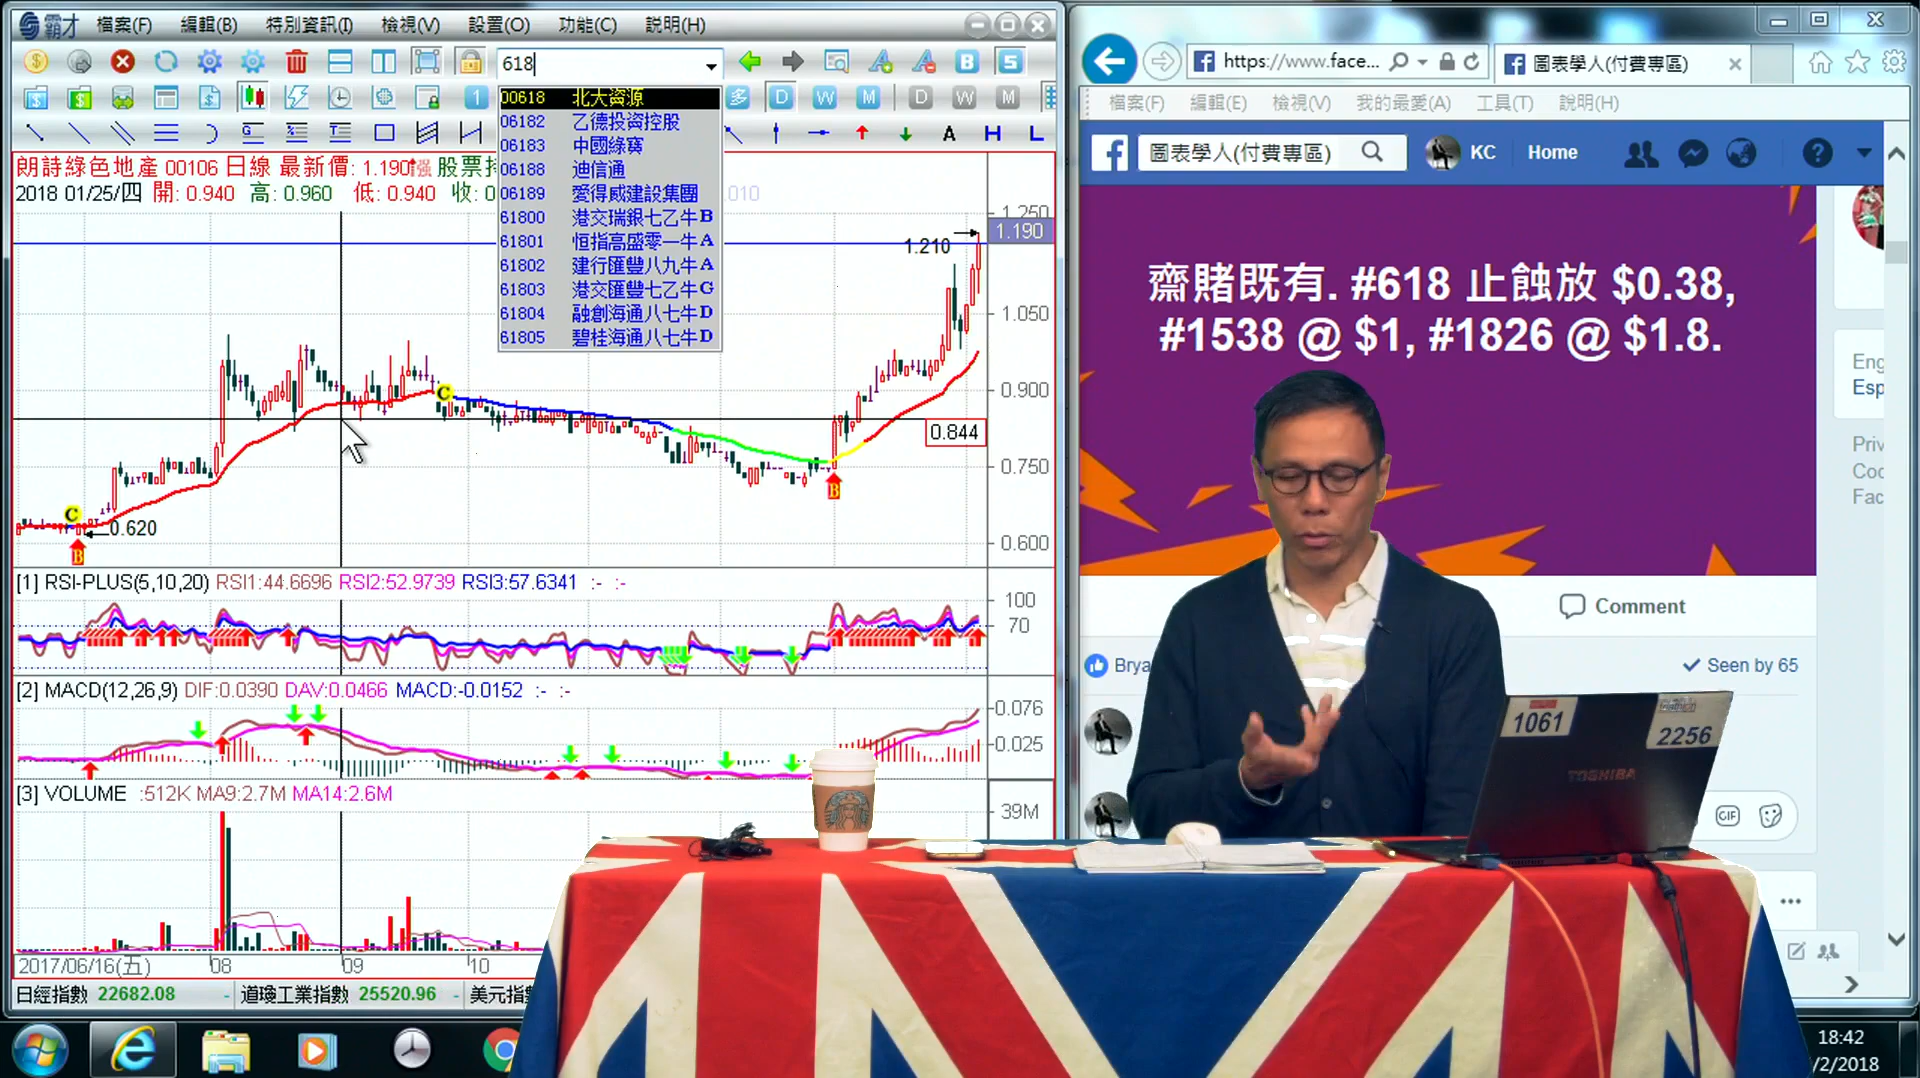 霸才 檔案(F) 編輯(B) 特別資訊(I) 檢視(V) 設置(O) 功能(C) 說明(H)
618
B S
1 多 D W M D W M
A H L
00618 北大資源
06182 乙德投資控股
06183 中國綠寶
06188 迪信通
06189 愛得威建設集團
61800 港交瑞銀七乙牛B
61801 恒指高盛零一牛A
61802 建行匯豐八九牛A
61803 港交匯豐七乙牛G
61804 融創海通八七牛D
61805 碧桂海通八七牛D
朗詩綠色地產 00106 日線 最新價: 1.190 强 股票
2018 01/25/四 開: 0.940 高: 0.960 低: 0.940 收: 0
010
1.250
1.190
1.210
1.050
0.900
0.844
0.750
0.620
0.600
C C
B B
[1] RSI-PLUS(5,10,20) RSI1:44.6696 RSI2:52.9739 RSI3:57.6341 :- :-
100
70
[2] MACD(12,26,9) DIF:0.0390 DAV:0.0466 MACD:-0.0152 :- :-
0.076
0.025
[3] VOLUME :512K MA9:2.7M MA14:2.6M
39M
2017/06/16(五) 08 09 10
日經指數 22682.08 - 道瓊工業指數 25520.96 - 美元指
https://www.face... 圖表學人(付費專區)
檔案(F) 編輯(E) 檢視(V) 我的最愛(A) 工具(T) 說明(H)
圖表學人(付費專區) KC Home
齋賭既有. #618 止蝕放 $0.38,
#1538 @ $1, #1826 @ $1.8.
Eng
Esp
Priv
Coo
Fac
Comment
Brya
Seen by 65
GIF
1061
2256
TOSHIBA
18:42
/2/2018